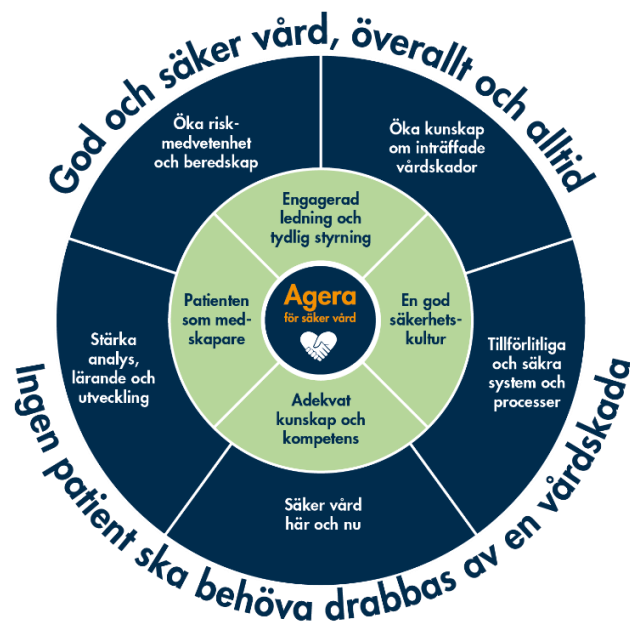 God och säker vård, överallt och alltid
Öka risk-
medvetenhet
och beredskap
Öka kunskap
om inträffade
vårdskador
Engagerad
ledning och
tydlig styrning
Patienten
som med-
skapare
Agera
för säker vård
En god
säkerhets-
kultur
Stärka
analys,
lärande och
utveckling
Tillförlitliga
och säkra
system och
processer
Adekvat
kunskap och
kompetens
Säker vård
här och nu
Ingen patient ska behöva drabbas av en vårdskada